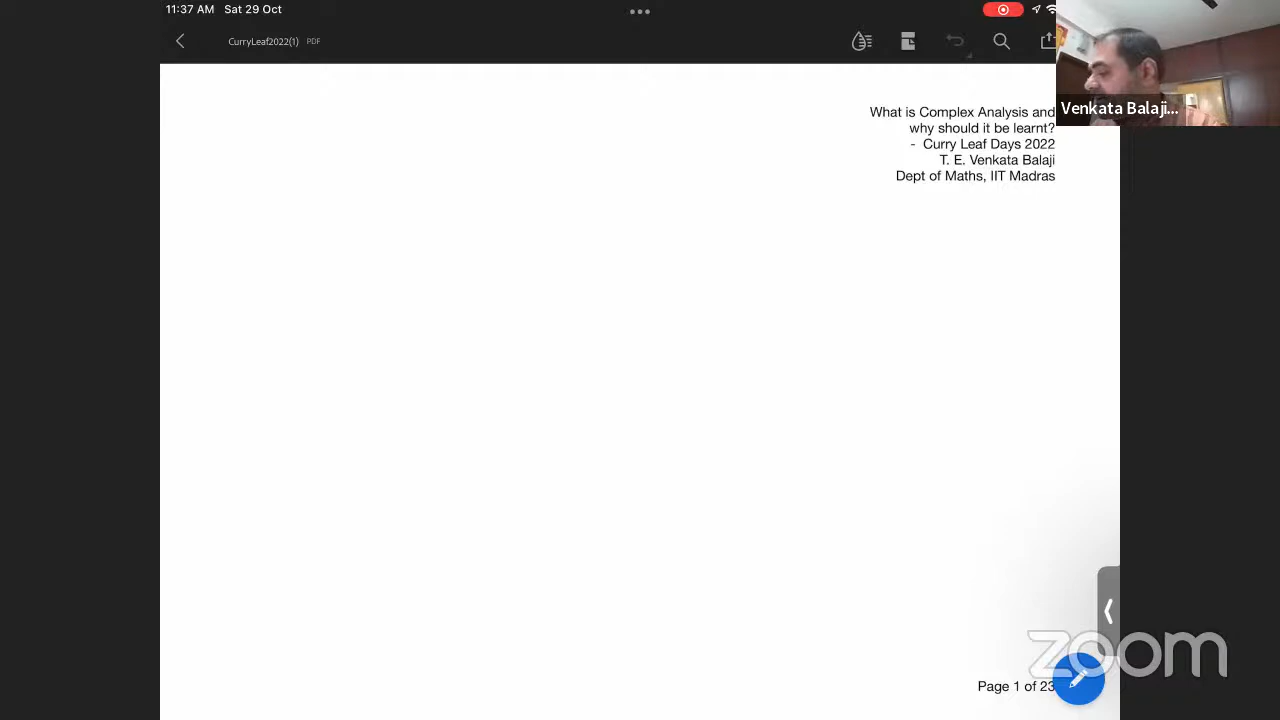 11:37 AM Sat 29 Oct
CurryLeaf2022(1) PDF
Venkata Balaji...
What is Complex Analysis and
why should it be learnt?
- Curry Leaf Days 2022
T. E. Venkata Balaji
Dept of Maths, IIT Madras
zoom
Page 1 of 23